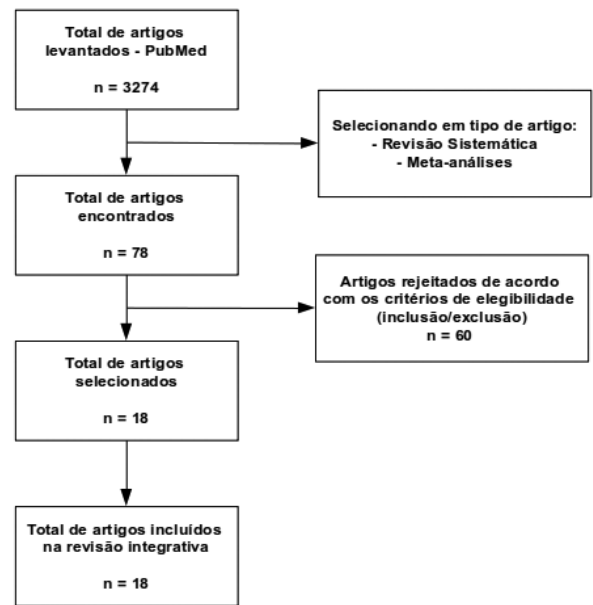 Total de artigos
levantados - PubMed
n = 3274
Selecionando em tipo de artigo:
- Revisão Sistemática
- Meta-análises
Total de artigos
encontrados
n = 78
Artigos rejeitados de acordo
com os critérios de elegibilidade
(inclusão/exclusão)
n = 60
Total de artigos
selecionados
n = 18
Total de artigos incluídos
na revisão integrativa
n = 18